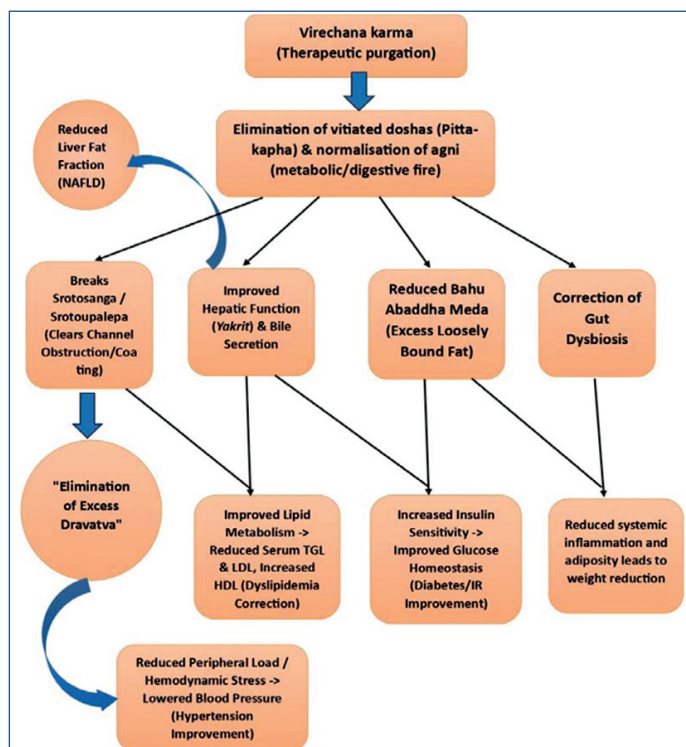 Virechana karma
(Therapeutic purgation)
Reduced
Liver Fat
Fraction
(NAFLD)
Elimination of vitiated doshas (Pitta-
kapha) & normalisation of agni
(metabolic/digestive fire)
Breaks
Srotosanga /
Srotoupalepa
(Clears Channel
Obstruction/Coa
ting)
Improved
Hepatic Function
(Yakrit) & Bile
Secretion
Reduced Bahu
Abaddha Meda
(Excess Loosely
Bound Fat)
Correction of
Gut
Dysbiosis
"Elimination
of Excess
Dravatva"
Improved Lipid
Metabolism ->
Reduced Serum TGL
& LDL, Increased
HDL (Dyslipidemia
Correction)
Increased Insulin
Sensitivity ->
Improved Glucose
Homeostasis
(Diabetes/IR
Improvement)
Reduced systemic
inflammation and
adiposity leads to
weight reduction
Reduced Peripheral Load /
Hemodynamic Stress ->
Lowered Blood Pressure
(Hypertension
Improvement)